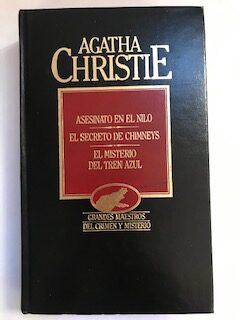 AGATHA
CHRISTIE
ASESINATO EN EL NILO
EL SECRETO DE CHIMNEYS
EL MISTERIO
DEL TREN AZUL
GRANDES MAESTROS
DEL CRIMEN Y MISTERIO